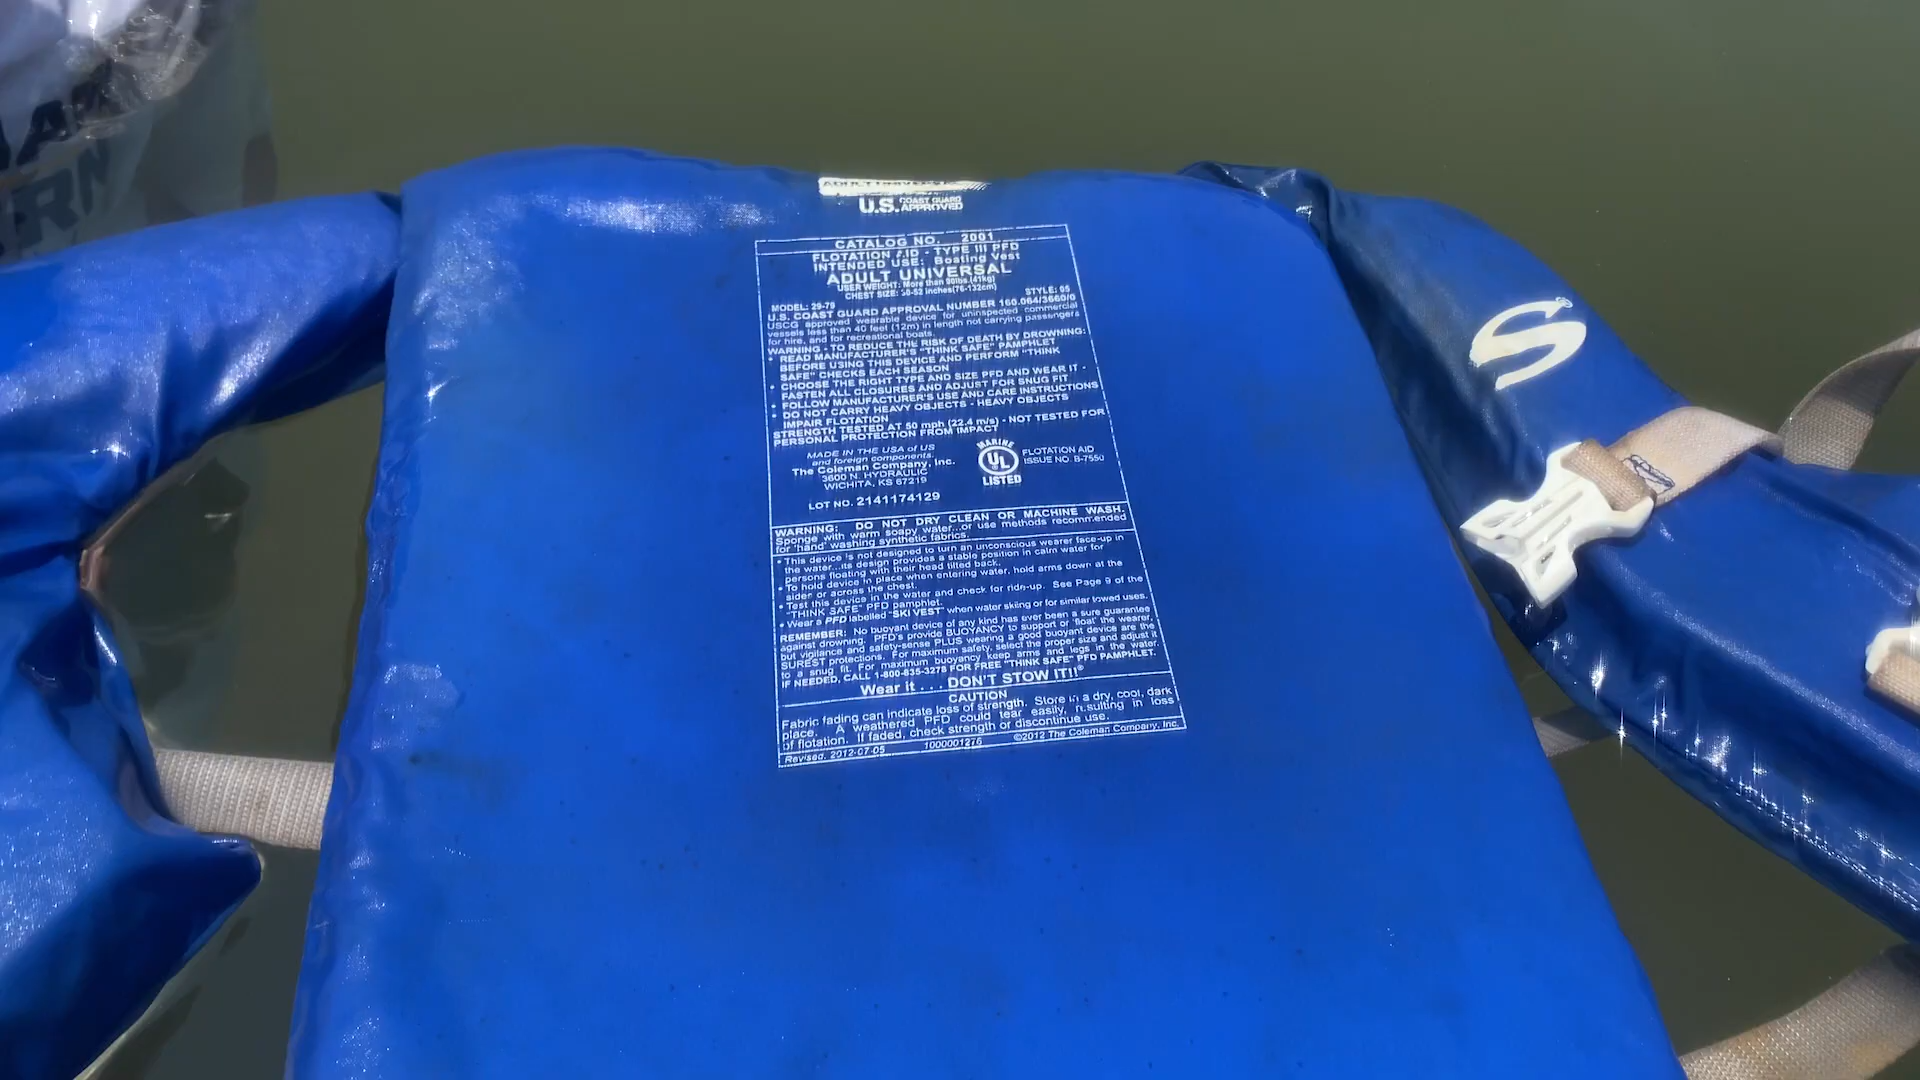 ADULT UNIVERSAL
U.S. COAST GUARD APPROVED
CATALOG NO. 2001
FLOTATION AID - TYPE III PFD
INTENDED USE: Boating Vest
ADULT UNIVERSAL
USER WEIGHT: More than 90lbs (41kg)
CHEST SIZE: 30-52 inches(76-132cm)
MODEL: 29-79 STYLE: 05
U.S. COAST GUARD APPROVAL NUMBER 160.064/3660/0
USCG approved wearable device for uninspected commercial
vessels less than 40 feet (12m) in length not carrying passengers
for hire, and for recreational boats.
WARNING - TO REDUCE THE RISK OF DEATH BY DROWNING:
• READ MANUFACTURER'S "THINK SAFE" PAMPHLET
BEFORE USING THIS DEVICE AND PERFORM "THINK
SAFE" CHECKS EACH SEASON
• CHOOSE THE RIGHT TYPE AND SIZE PFD AND WEAR IT -
FASTEN ALL CLOSURES AND ADJUST FOR SNUG FIT
• FOLLOW MANUFACTURER'S USE AND CARE INSTRUCTIONS
• DO NOT CARRY HEAVY OBJECTS - HEAVY OBJECTS
IMPAIR FLOTATION
STRENGTH TESTED AT 50 mph (22.4 m/s) - NOT TESTED FOR
PERSONAL PROTECTION FROM IMPACT
MADE IN THE USA of US
and foreign components.
The Coleman Company, Inc.
3600 N. HYDRAULIC
WICHITA, KS 67219
MARINE
UL
LISTED
FLOTATION AID
ISSUE NO. B-7550
LOT NO. 2141174129
WARNING: DO NOT DRY CLEAN OR MACHINE WASH.
Sponge with warm soapy water...or use methods recommended
for 'hand' washing synthetic fabrics.
• This device is not designed to turn an unconscious wearer face-up in
the water...its design provides a stable position in calm water for
persons floating with their head tilted back.
• To hold device in place when entering water, hold arms down at the
sider or across the chest.
• Test this device in the water and check for ride-up. See Page 9 of the
"THINK SAFE" PFD pamphlet.
• Wear a PFD labelled "SKI VEST" when water skiing or for similar towed uses.
REMEMBER: No buoyant device of any kind has ever been a sure guarantee
against drowning. PFD's provide BUOYANCY to support or 'float' the wearer,
but vigilance and safety-sense PLUS wearing a good buoyant device are the
SUREST protections. For maximum safety, select the proper size and adjust it
to a snug fit. For maximum buoyancy keep arms and legs in the water.
IF NEEDED, CALL 1-800-835-3278 FOR FREE "THINK SAFE" PFD PAMPHLET.
Wear it . . . DON'T STOW IT!!®
CAUTION
Fabric fading can indicate loss of strength. Store in a dry, cool, dark
place. A weathered PFD could tear easily, resulting in loss
of flotation. If faded, check strength or discontinue use.
Revised. 2012-07-05 1000001276 ©2012 The Coleman Company, Inc.
S